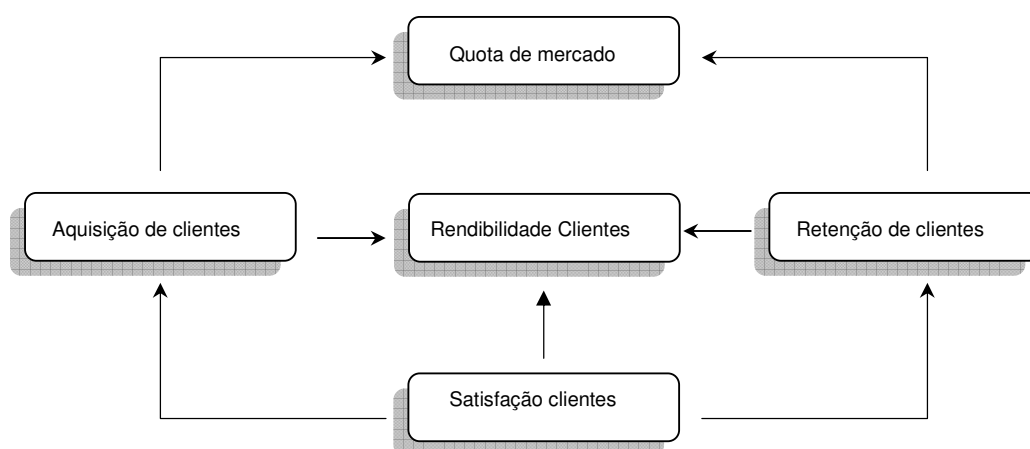 Quota de mercado
Aquisição de clientes
Rendibilidade Clientes
Retenção de clientes
Satisfação clientes